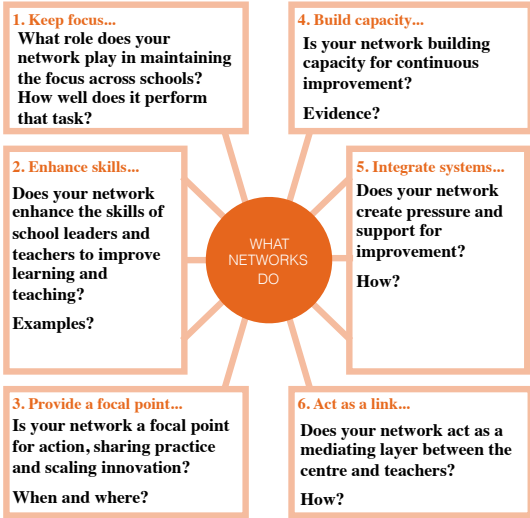 1. Keep focus...
What role does your
network play in maintaining
the focus across schools?
How well does it perform
that task?
2. Enhance skills...
Does your network
enhance the skills of
school leaders and
teachers to improve
learning and
teaching?
Examples?
3. Provide a focal point...
Is your network a focal point
for action, sharing practice
and scaling innovation?
When and where?
WHAT
NETWORKS
DO
4. Build capacity...
Is your network building
capacity for continuous
improvement?
Evidence?
5. Integrate systems...
Does your network
create pressure and
support for
improvement?
How?
6. Act as a link...
Does your network act as a
mediating layer between the
centre and teachers?
How?